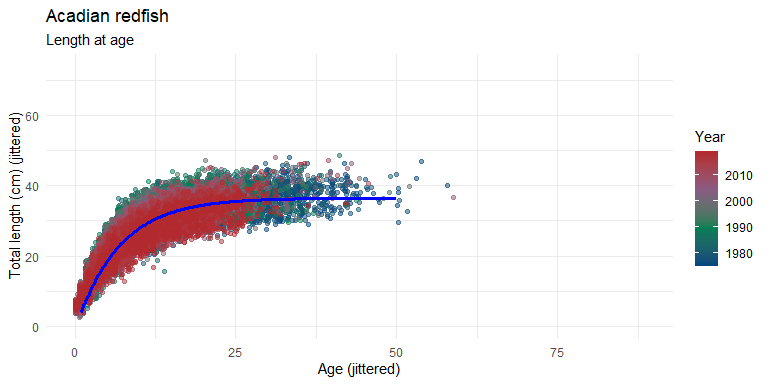 Acadian redfish
Length at age
Total length (cm) (jittered)
60
40
20
0
0
25
50
75
Age (jittered)
Year
2010
2000
1990
1980